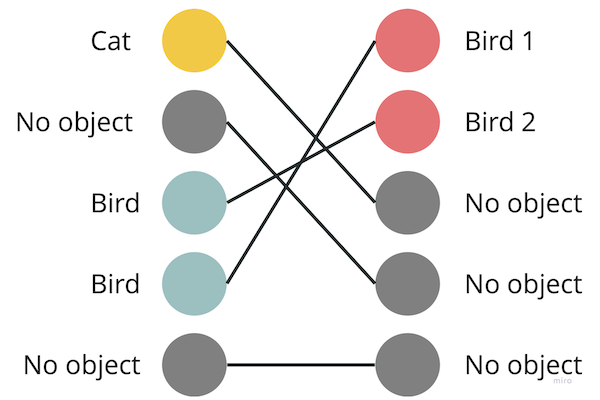 Cat Bird 1
No object Bird 2
Bird No object
Bird No object
No object No object
miro